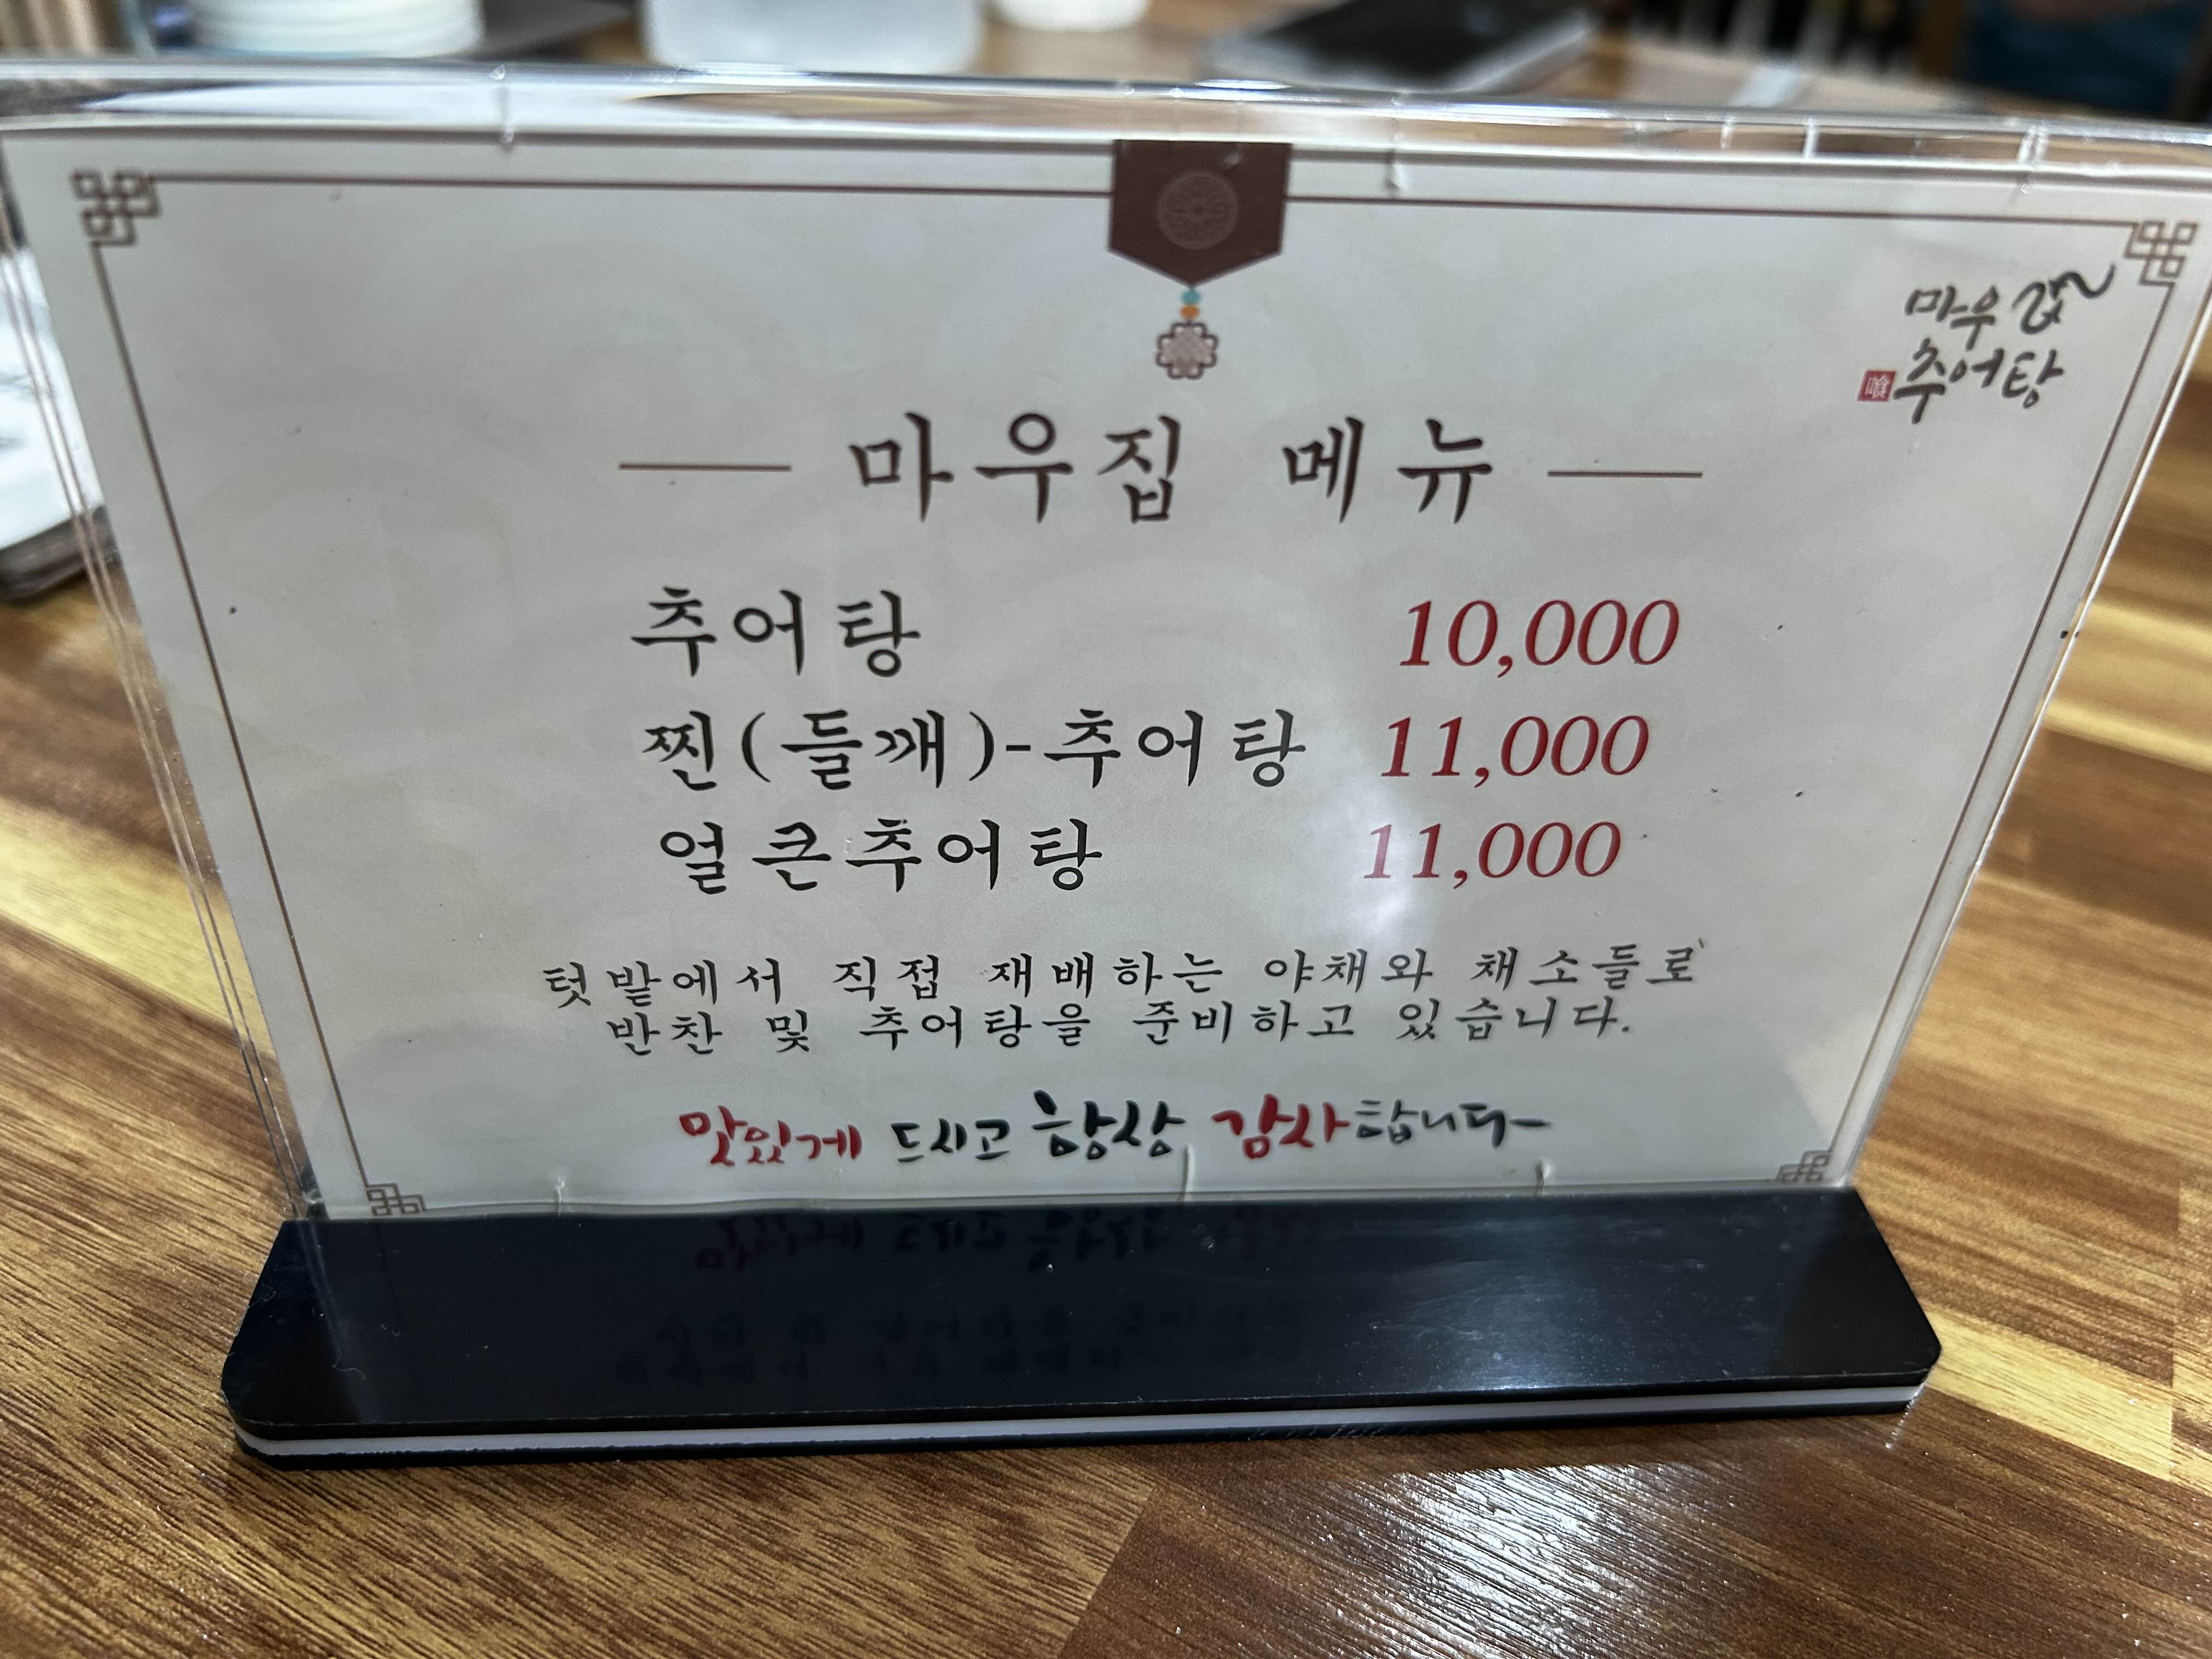 마우집
추어탕
喰
마우집 메뉴
추어탕 10,000
찐(들깨)-추어탕 11,000
얼큰추어탕 11,000
텃밭에서 직접 재배하는 야채와 채소들로
반찬 및 추어탕을 준비하고 있습니다.
맛있게 드시고 항상 감사합니다